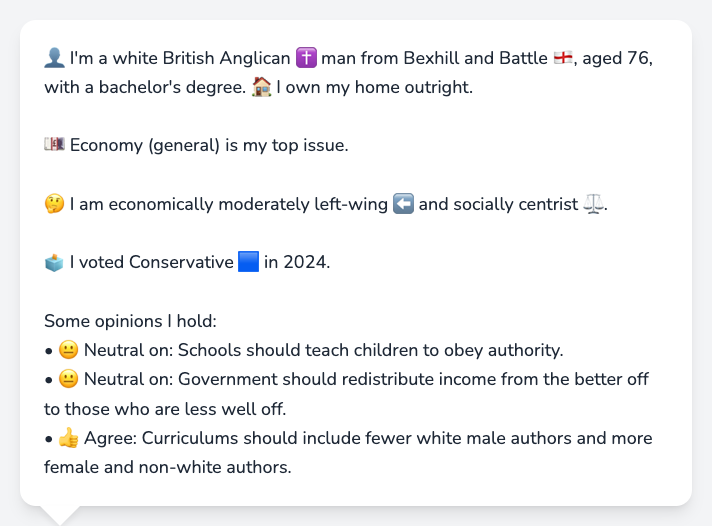 👤 I'm a white British Anglican ✝️ man from Bexhill and Battle 🏴󠁧󠁢󠁥󠁮󠁧󠁿, aged 76,
with a bachelor's degree. 🏠 I own my home outright.
💷 Economy (general) is my top issue.
🤔 I am economically moderately left-wing ⬅️ and socially centrist ⚖️.
🗳️ I voted Conservative 🟦 in 2024.
Some opinions I hold:
• 😐 Neutral on: Schools should teach children to obey authority.
• 😐 Neutral on: Government should redistribute income from the better off
to those who are less well off.
• 👍 Agree: Curriculums should include fewer white male authors and more
female and non-white authors.